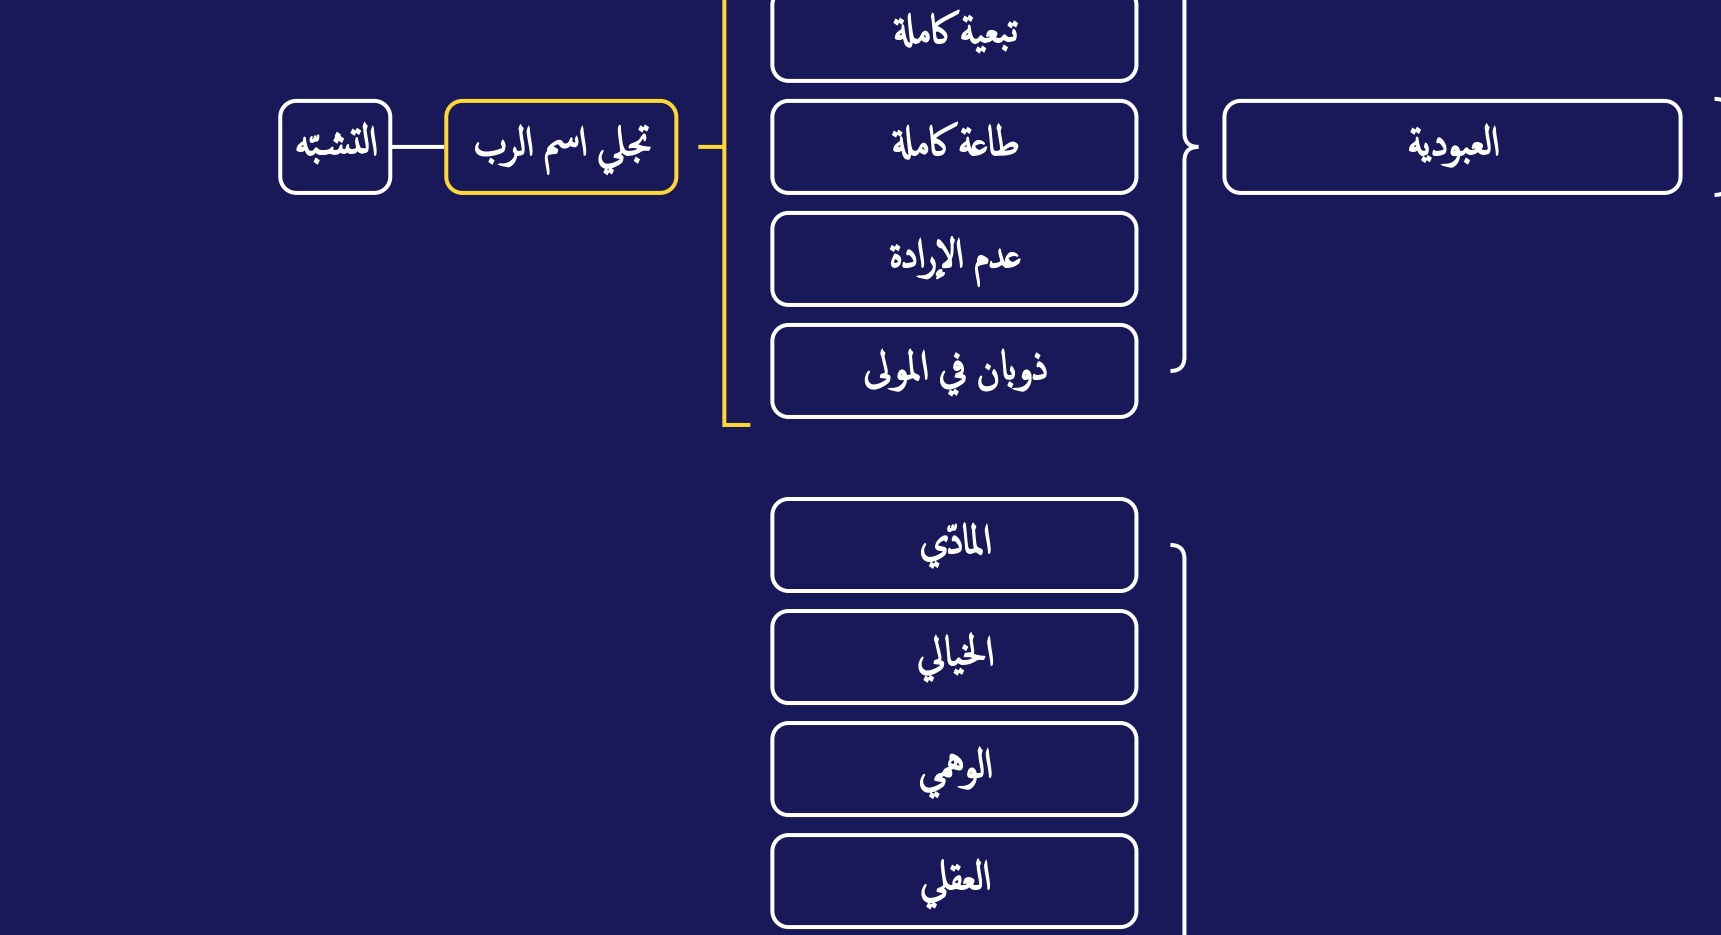 تبعية كاملة
العبودية
طاعة كاملة
تجلي اسم الرب
التشبّه
عدم الإرادة
ذوبان في المولى
المادّي
الخيالي
الوهمي
العقلي